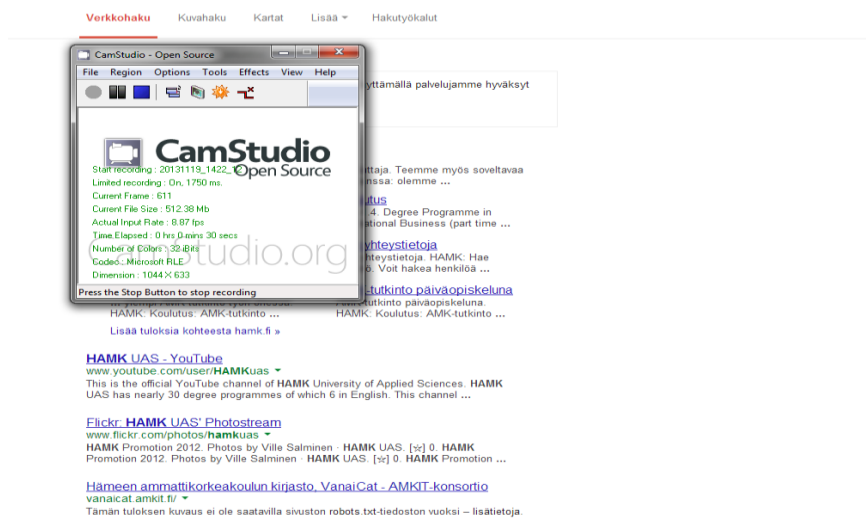 Verkkohaku Kuvahaku Kartat Lisää Hakutyökalut
CamStudio - Open Source
File Region Options Tools Effects View Help
yttämällä palvelujamme hyväksyt
CamStudio
Open Source
CamStudio.org
Start recording : 20131119_1422_12
Limited recording : On, 1750 ms.
Current Frame : 611
Current File Size : 512.38 Mb
Actual Input Rate : 8.87 fps
Time Elapsed : 0 hrs 0 mins 30 secs
Number of Colors : 32 iBits
Codec : Microsoft RLE
Dimension : 1044 X 633
Press the Stop Button to stop recording
ttaja. Teemme myös soveltavaa
nssa: olemme ...
utus
.4. Degree Programme in
ational Business (part time ...
yhteystietoja
hteystietoja. HAMK: Hae
ö. Voit hakea henkilöä ...
-tutkinto päiväopiskeluna
päiväopiskeluna.
HAMK: Koulutus: AMK-tutkinto ... HAMK: Koulutus: AMK-tutkinto ...
Lisää tuloksia kohteesta hamk.fi »
HAMK UAS - YouTube
www.youtube.com/user/HAMKuas
This is the official YouTube channel of HAMK University of Applied Sciences. HAMK
UAS has nearly 30 degree programmes of which 6 in English. This channel ...
Flickr: HAMK UAS' Photostream
www.flickr.com/photos/hamkuas
HAMK Promotion 2012. Photos by Ville Salminen · HAMK UAS. [☆] 0. HAMK
Promotion 2012. Photos by Ville Salminen · HAMK UAS. [☆] 0. HAMK Promotion ...
Hämeen ammattikorkeakoulun kirjasto, VanaiCat - AMKIT-konsortio
vanaicat.amkit.fi/
Tämän tuloksen kuvaus ei ole saatavilla sivuston robots.txt-tiedoston vuoksi – lisätietoja.